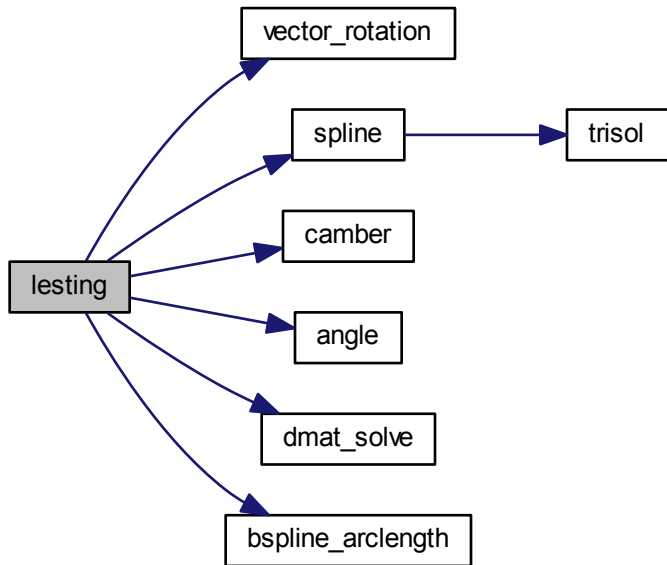 vector_rotation
spline
trisol
camber
lesting
angle
dmat_solve
bspline_arclength